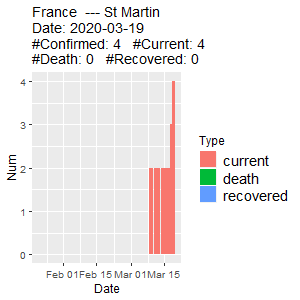 France  --- St Martin
Date: 2020-03-19
#Confirmed: 4   #Current: 4
#Death: 0   #Recovered: 0
4
3
2
1
0
Num
Feb 01
Feb 15
Mar 01
Mar 15
Date
Type
current
death
recovered